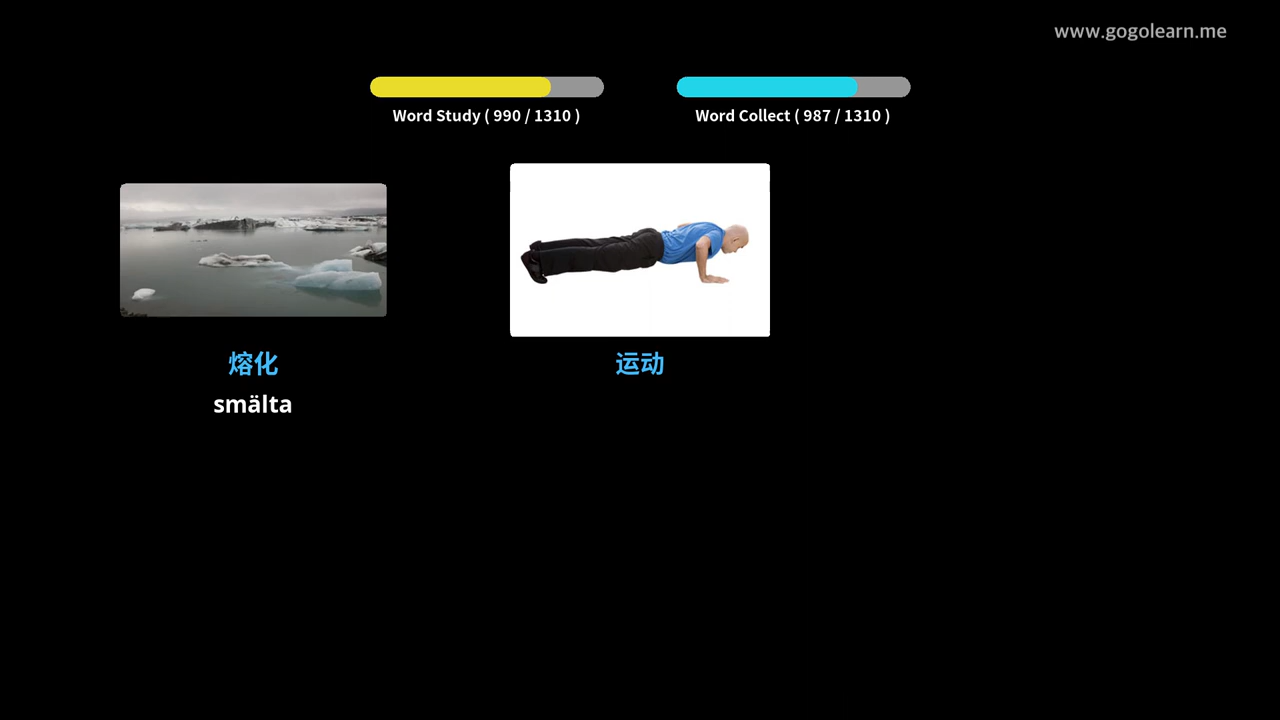 www.gogolearn.me
Word Study ( 990 / 1310 )
Word Collect ( 987 / 1310 )
熔化
smälta
运动